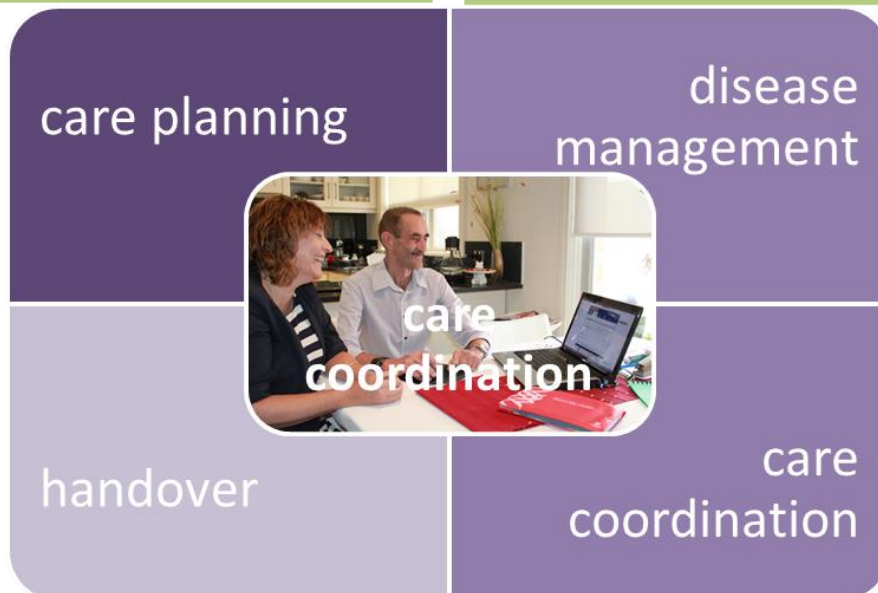 care planning
disease
management
care
coordination
handover
care
coordination